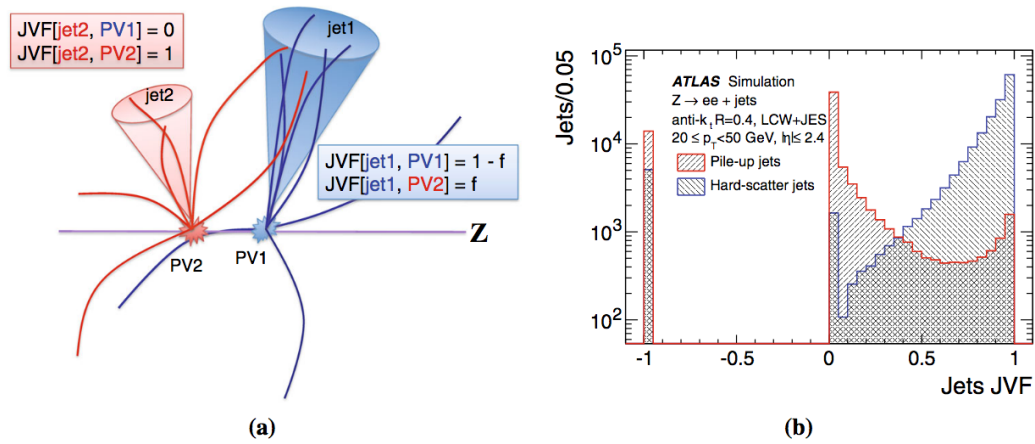 JVF[jet2, PV1] = 0
JVF[jet2, PV2] = 1
jet1
jet2
JVF[jet1, PV1] = 1 - f
JVF[jet1, PV2] = f
Z
PV2
PV1
(a)
Jets/0.05
10⁵
10⁴
10³
10²
ATLAS Simulation
Z → ee + jets
anti-kₜ R=0.4, LCW+JES
20 ≤ p_T < 50 GeV, |η| ≤ 2.4
Pile-up jets
Hard-scatter jets
-1 -0.5 0 0.5 1
Jets JVF
(b)